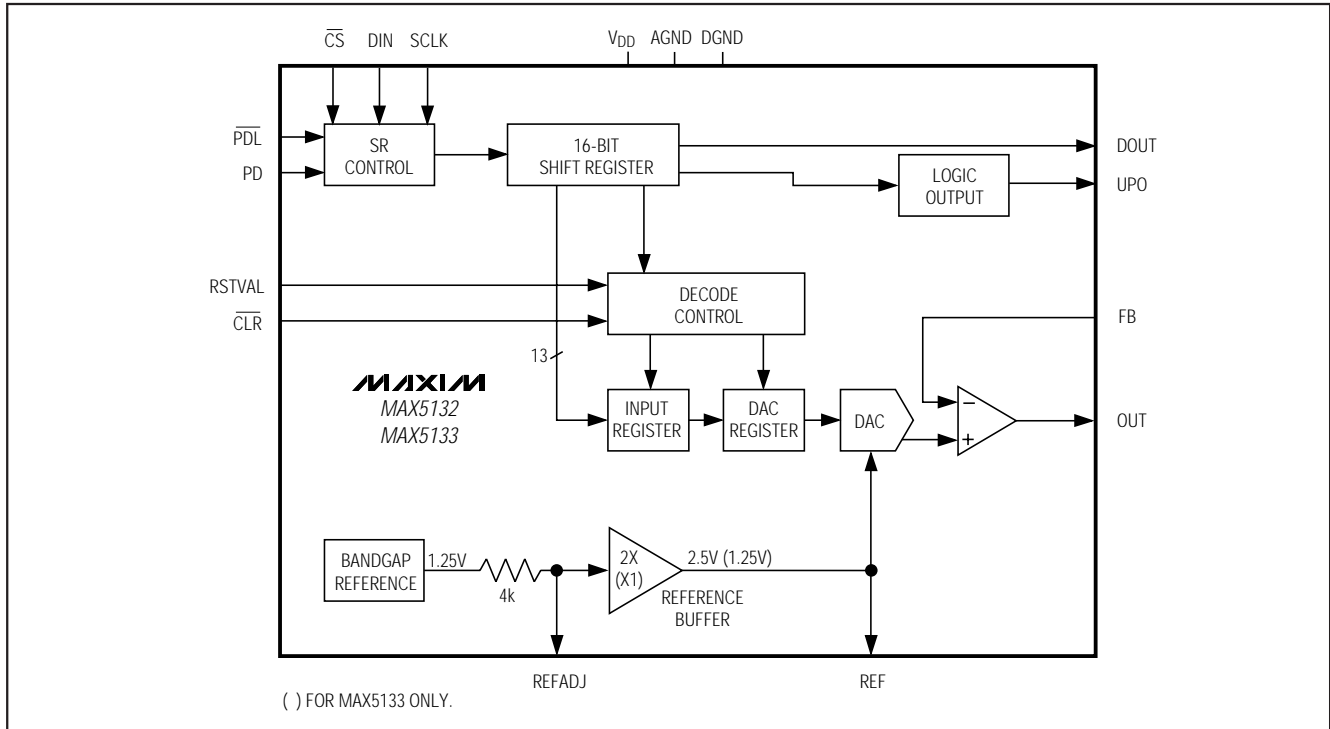 CS DIN SCLK VDD AGND DGND
PDL
PD
SR
CONTROL
16-BIT
SHIFT REGISTER
DOUT
LOGIC
OUTPUT
UPO
RSTVAL
CLR
DECODE
CONTROL
FB
13
MAXIM
MAX5132
MAX5133
INPUT
REGISTER
DAC
REGISTER
DAC
−
+
OUT
BANDGAP
REFERENCE
1.25V
4k
2X
(X1)
2.5V (1.25V)
REFERENCE
BUFFER
REFADJ REF
( ) FOR MAX5133 ONLY.